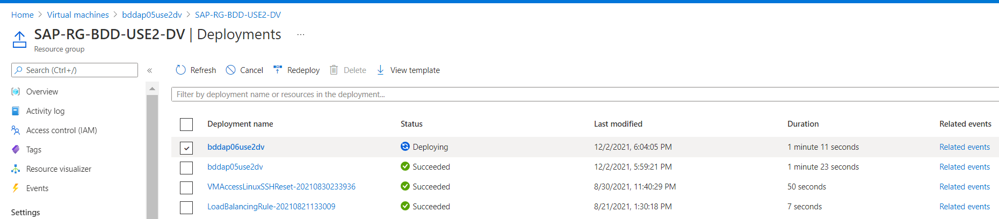 Home > Virtual machines > bddap05use2dv > SAP-RG-BDD-USE2-DV
SAP-RG-BDD-USE2-DV | Deployments ...
Resource group
Search (Ctrl+/) «
Refresh Cancel Redeploy Delete View template
Overview
Activity log
Access control (IAM)
Tags
Resource visualizer
Events
Settings
Filter by deployment name or resources in the deployment...
Deployment name Status Last modified Duration Related events
bddap06use2dv Deploying 12/2/2021, 6:04:05 PM 1 minute 11 seconds Related events
bddap05use2dv Succeeded 12/2/2021, 5:59:21 PM 1 minute 23 seconds Related events
VMAccessLinuxSSHReset-20210830233936 Succeeded 8/30/2021, 11:40:29 PM 50 seconds Related events
LoadBalancingRule-20210821133009 Succeeded 8/21/2021, 1:30:18 PM 7 seconds Related events